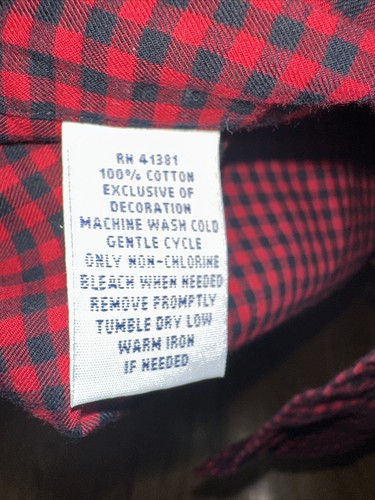 RN 41381
100% COTTON
EXCLUSIVE OF
DECORATION
MACHINE WASH COLD
GENTLE CYCLE
ONLY NON-CHLORINE
BLEACH WHEN NEEDED
REMOVE PROMPTLY
TUMBLE DRY LOW
WARM IRON
IF NEEDED